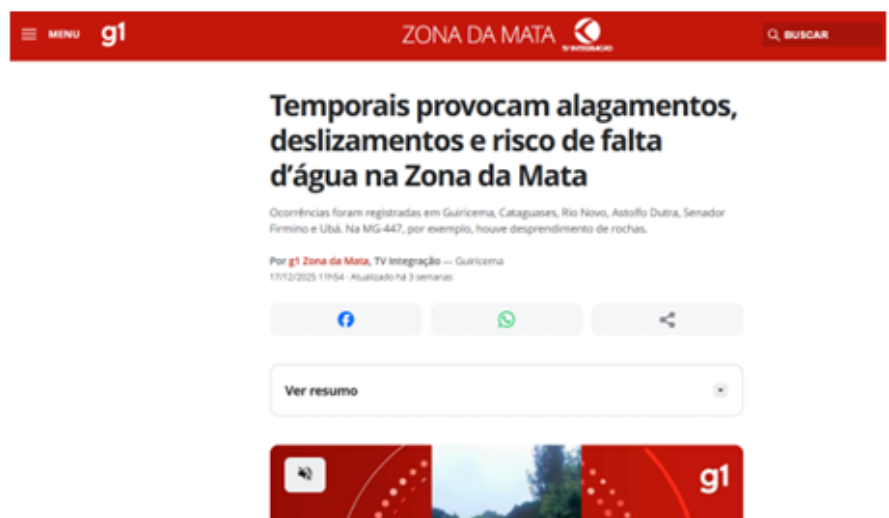 MENU g1 ZONA DA MATA TV INTEGRAÇÃO BUSCAR
Temporais provocam alagamentos,
deslizamentos e risco de falta
d'água na Zona da Mata
Ocorrências foram registradas em Guiricema, Cataguases, Rio Novo, Astolfo Dutra, Senador
Firmino e Ubá. Na MG-447, por exemplo, houve desprendimento de rochas.
Por g1 Zona da Mata, TV Integração — Guiricema
17/12/2025 11h54 · Atualizado há 3 semanas
Ver resumo
g1